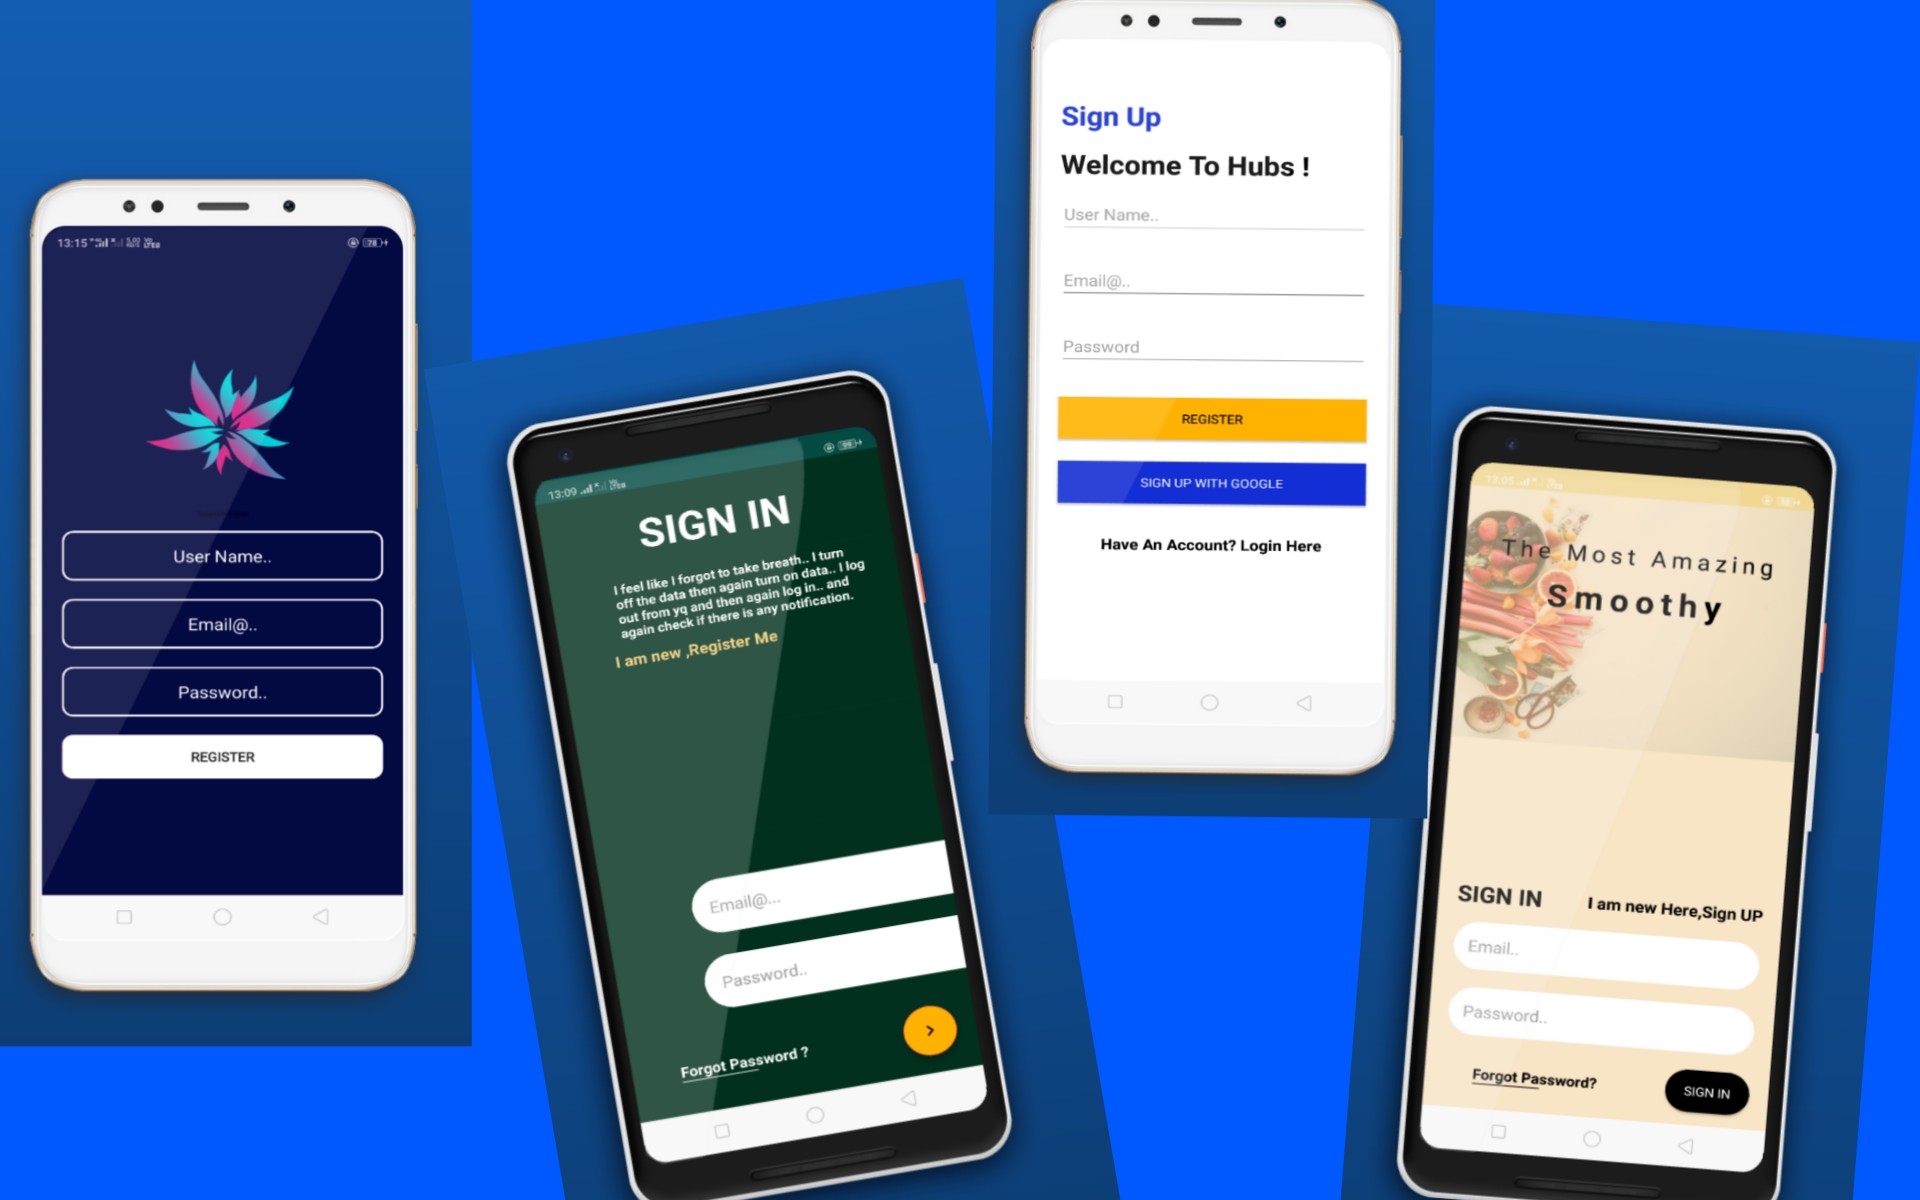 13:15
78
User Name..
Email@..
Password..
REGISTER
13:09
SIGN IN
I feel like I forgot to take breath.. I turn
off the data then again turn on data.. I log
out from yq and then again log in.. and
again check if there is any notification.
I am new ,Register Me
Email@...
Password..
Forgot Password ?
Sign Up
Welcome To Hubs !
User Name..
Email@..
Password
REGISTER
SIGN UP WITH GOOGLE
Have An Account? Login Here
13:05
The Most Amazing
Smoothy
SIGN IN
I am new Here,Sign UP
Email..
Password..
Forgot Password?
SIGN IN